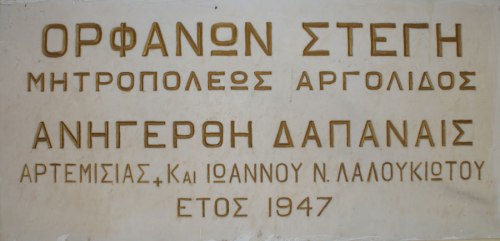 ΟΡΦΑΝΩΝ ΣΤΕΓΗ
ΜΗΤΡΟΠΟΛΕΩΣ ΑΡΓΟΛΙΔΟΣ
ΑΝΗΓΕΡΘΗ ΔΑΠΑΝΑΙΣ
ΑΡΤΕΜΙΣΙΑΣ + Και ΙΩΑΝΝΟΥ Ν. ΛΑΛΟΥΚΙΩΤΟΥ
ΕΤΟΣ 1947